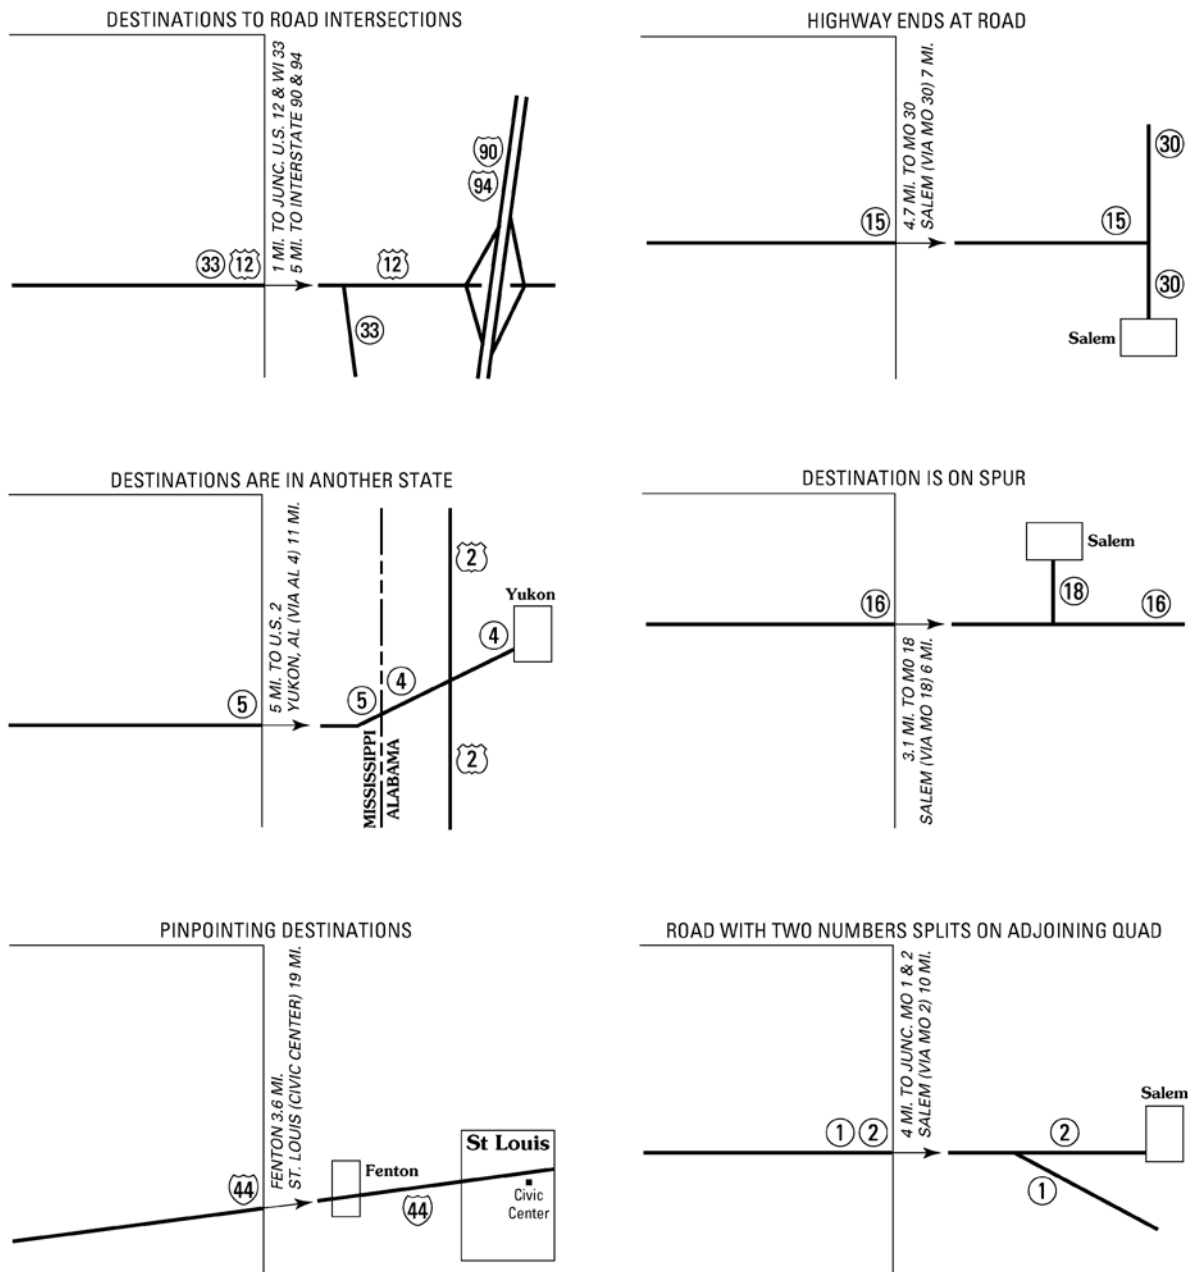 DESTINATIONS TO ROAD INTERSECTIONS
1 MI. TO JUNC. U.S. 12 & WI 33
5 MI. TO INTERSTATE 90 & 94
33
12
12
33
90
94
HIGHWAY ENDS AT ROAD
4.7 MI. TO MO 30
SALEM (VIA MO 30) 7 MI.
15
15
30
30
Salem
DESTINATIONS ARE IN ANOTHER STATE
5 MI. TO U.S. 2
YUKON, AL (VIA AL 4) 11 MI.
5
5
4
4
2
2
Yukon
MISSISSIPPI
ALABAMA
DESTINATION IS ON SPUR
3.1 MI. TO M0 18
SALEM (VIA MO 18) 6 MI.
16
18
16
Salem
PINPOINTING DESTINATIONS
FENTON 3.6 MI.
ST. LOUIS (CIVIC CENTER) 19 MI.
44
Fenton
44
St Louis
Civic
Center
ROAD WITH TWO NUMBERS SPLITS ON ADJOINING QUAD
4 MI. TO JUNC. MO 1 & 2
SALEM (VIA MO 2) 10 MI.
1
2
2
1
Salem